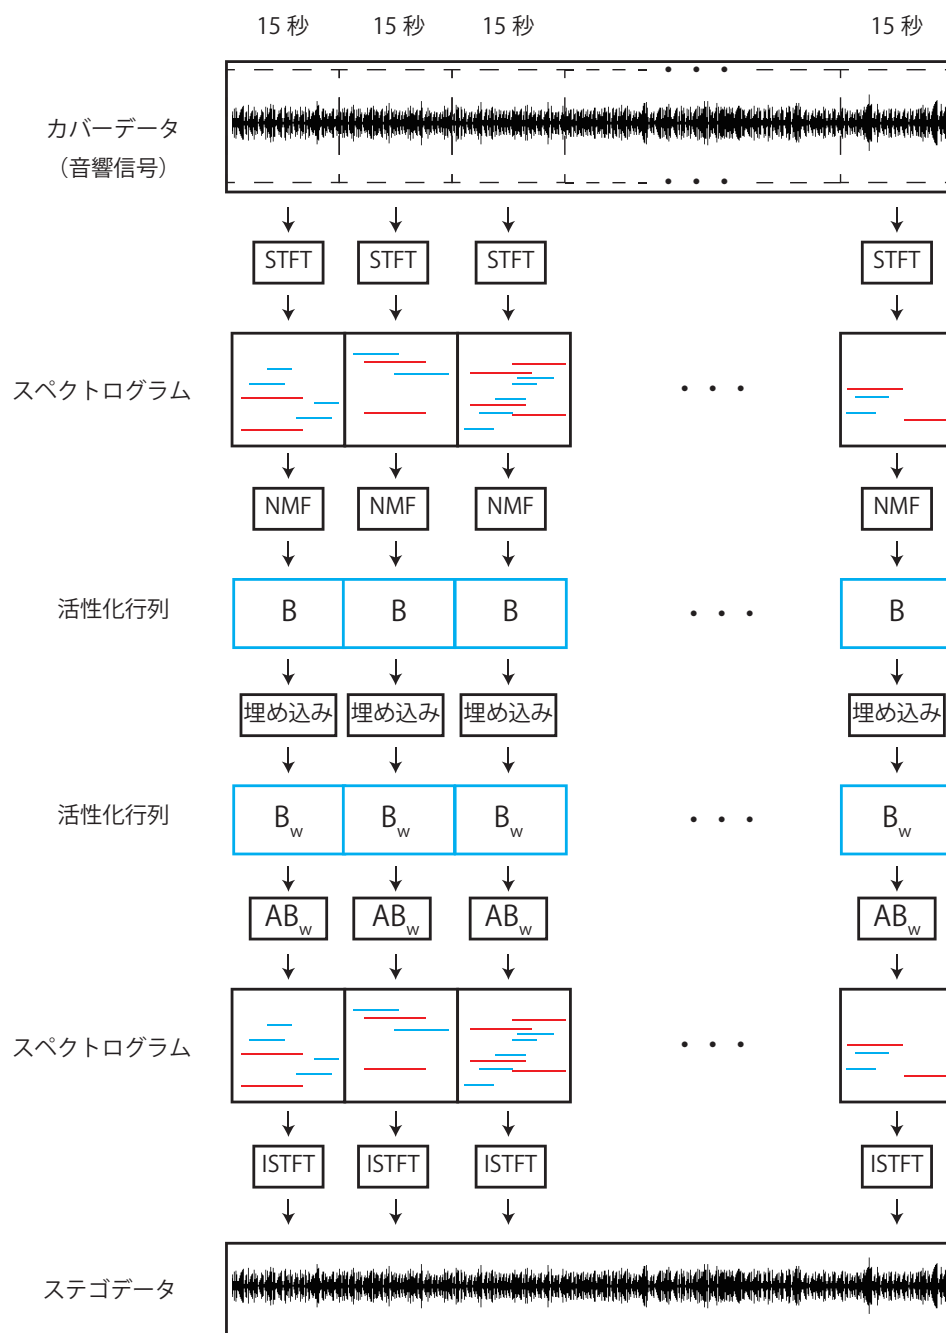 15 秒 15 秒 15 秒 15 秒
カバーデータ
（音響信号）
STFT STFT STFT STFT
スペクトログラム
NMF NMF NMF NMF
活性化行列 B B B B
埋め込み 埋め込み 埋め込み 埋め込み
活性化行列 Bw Bw Bw Bw
ABw ABw ABw ABw
スペクトログラム
ISTFT ISTFT ISTFT ISTFT
ステゴデータ